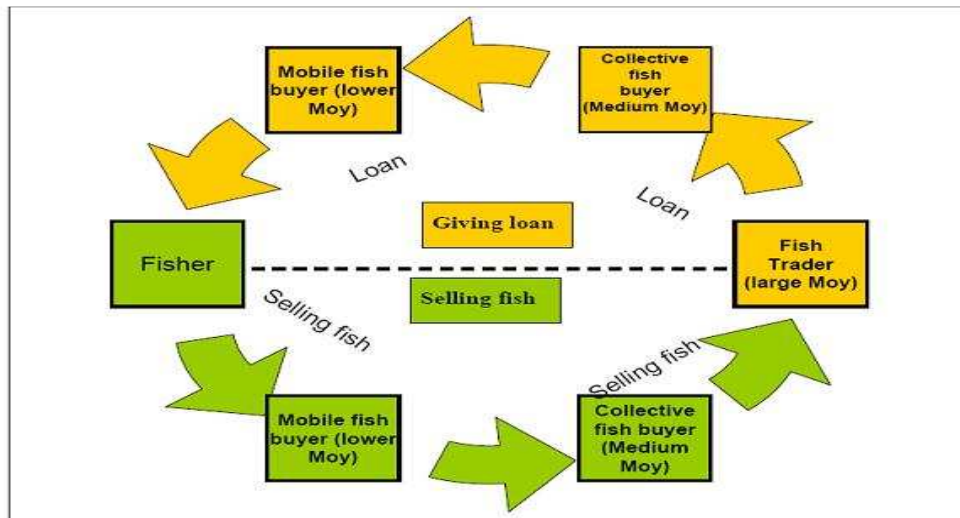 Mobile fish
buyer (lower
Moy)
Collective
fish
buyer
(Medium Moy)
Loan
Loan
Giving loan
Fisher
Fish
Trader
(large Moy)
Selling fish
Selling fish
Selling fish
Mobile fish
buyer (lower
Moy)
Collective
fish buyer
(Medium
Moy)